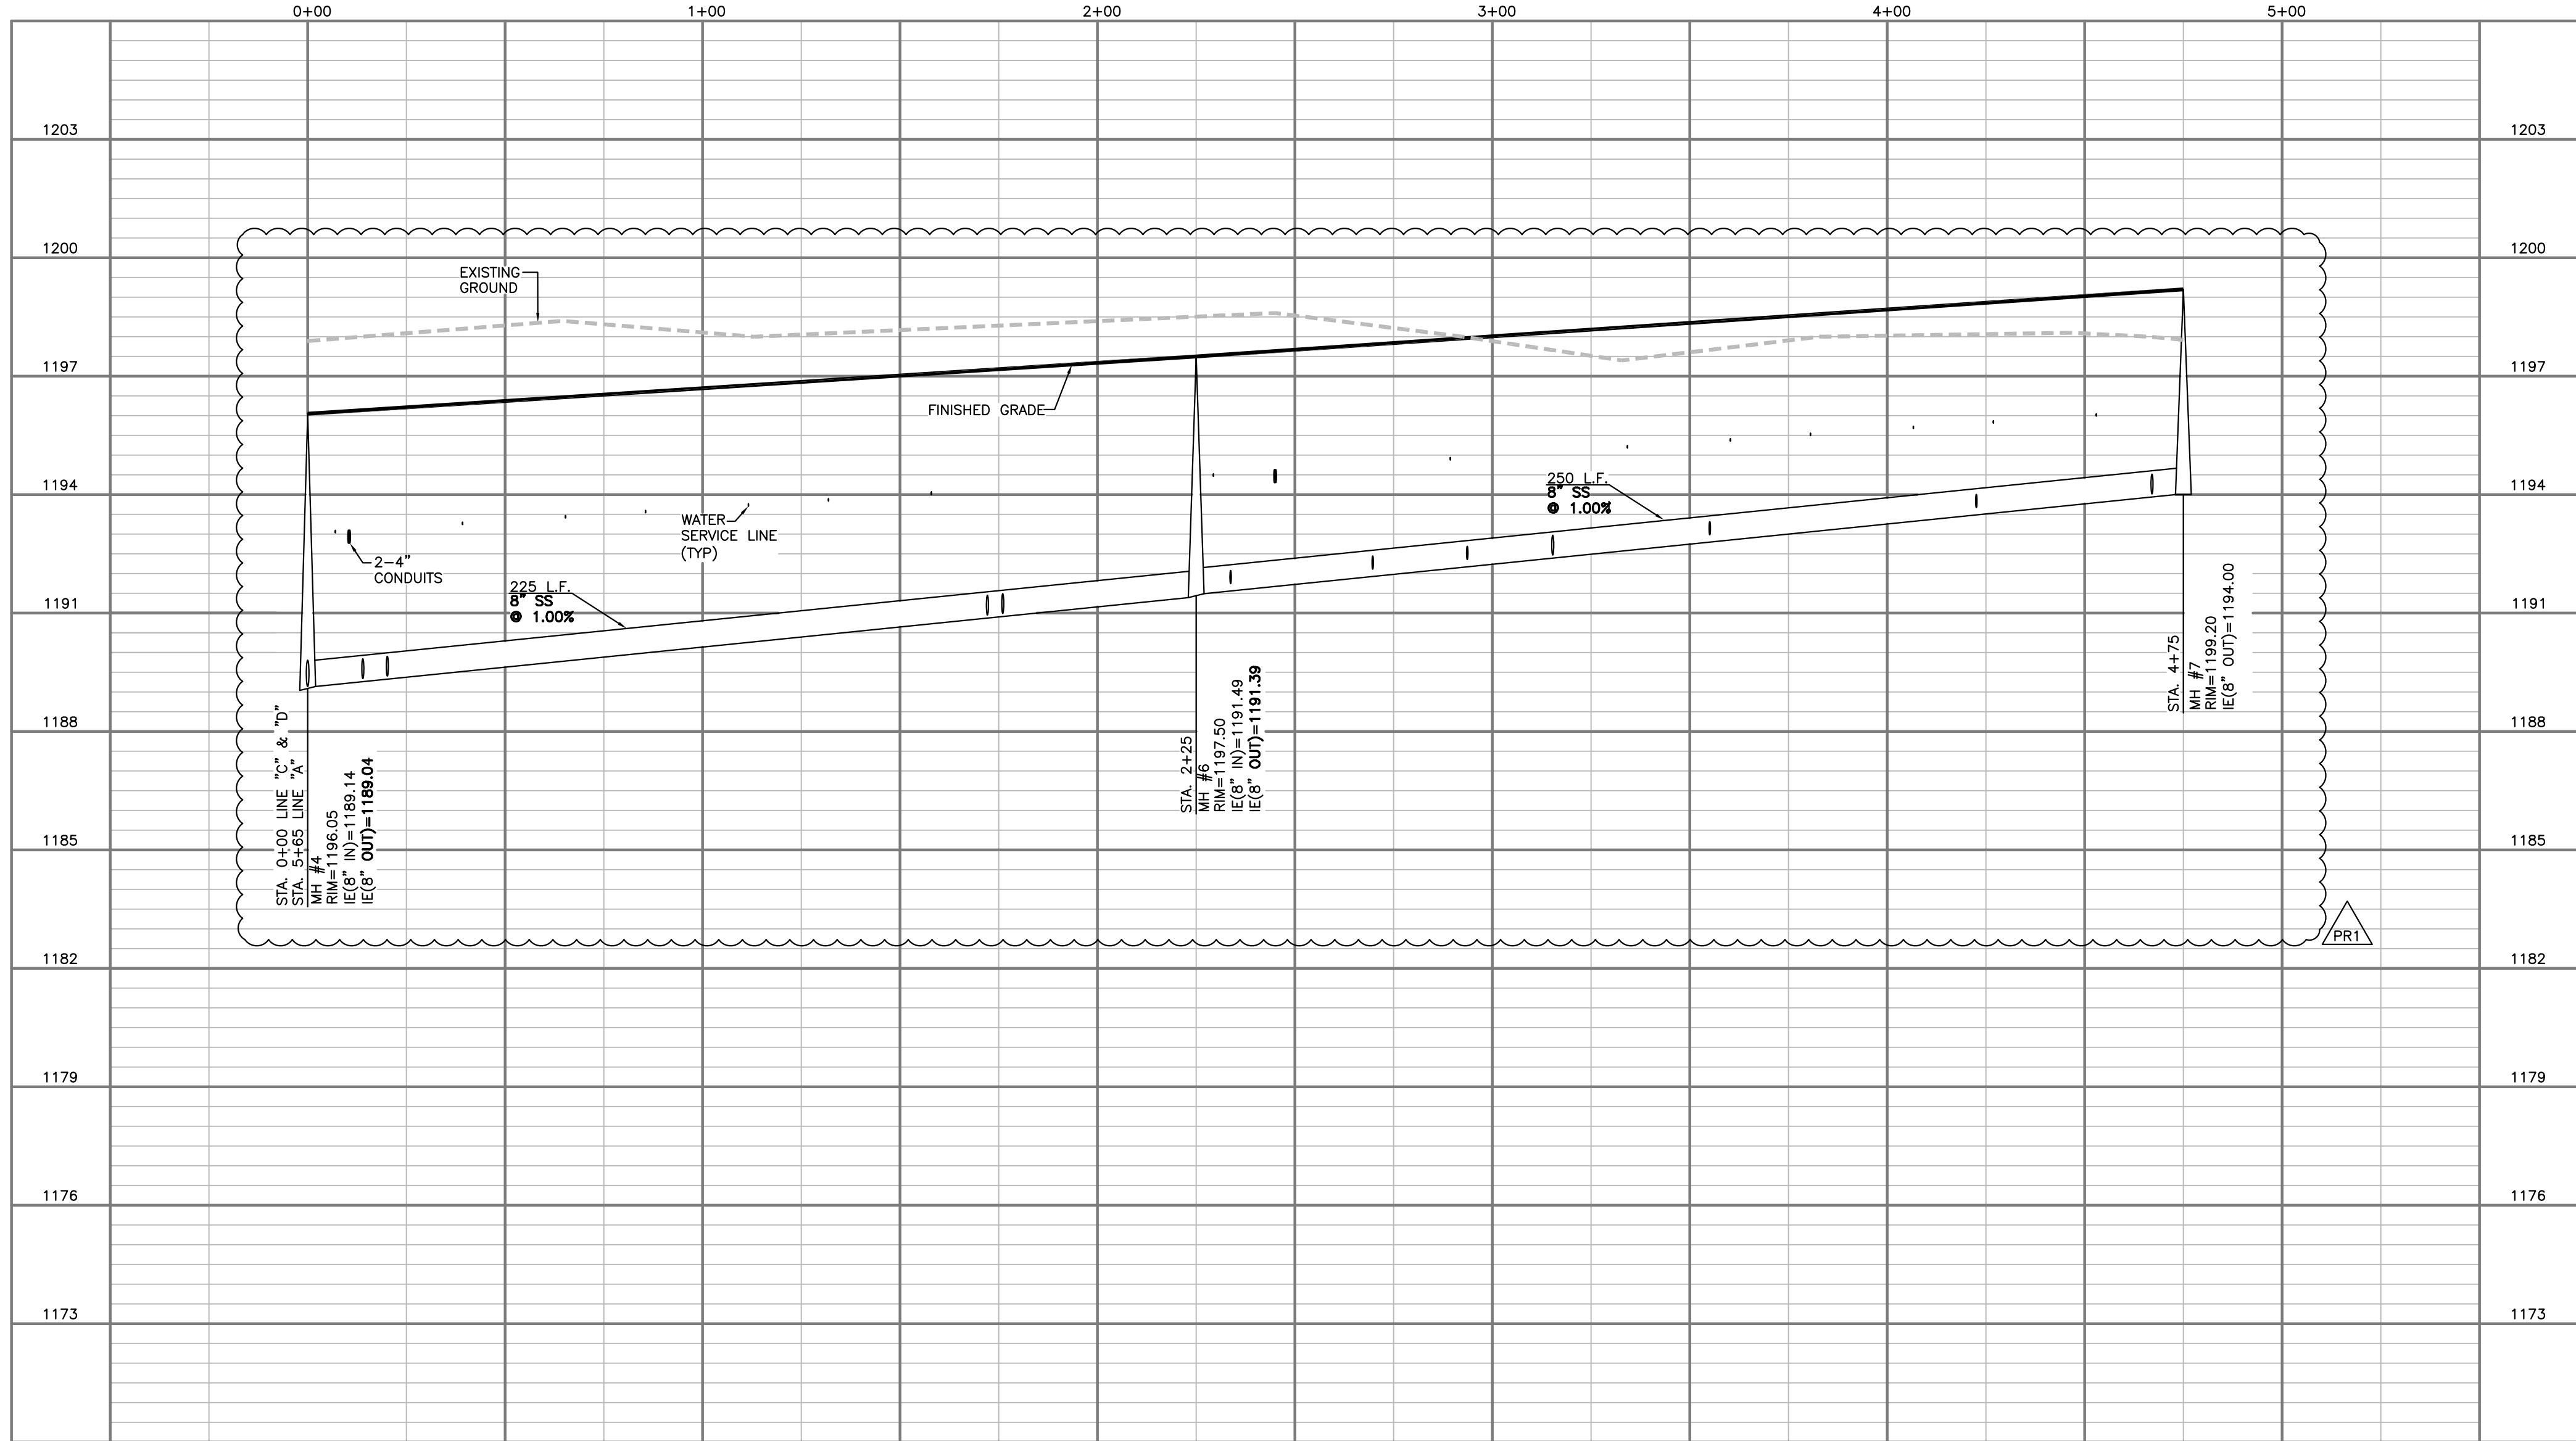 0+00 1+00 2+00 3+00 4+00 5+00
1203 1203
1200 1200
EXISTING
GROUND
1197 1197
FINISHED GRADE
1194 1194
250 L.F.
8" SS
@ 1.00%
WATER
SERVICE LINE
(TYP)
2-4"
CONDUITS
225 L.F.
8" SS
@ 1.00%
1191 1191
1188 1188
STA. 0+00 LINE "C" & "D"
STA. 5+65 LINE "A"
MH #4
RIM=1196.05
IE(8" IN)=1189.14
IE(8" OUT)=1189.04
STA. 2+25
MH #6
RIM=1197.50
IE(8" IN)=1191.49
IE(8" OUT)=1191.39
STA. 4+75
MH #7
RIM=1199.20
IE(8" OUT)=1194.00
1185 1185
PR1
1182 1182
1179 1179
1176 1176
1173 1173